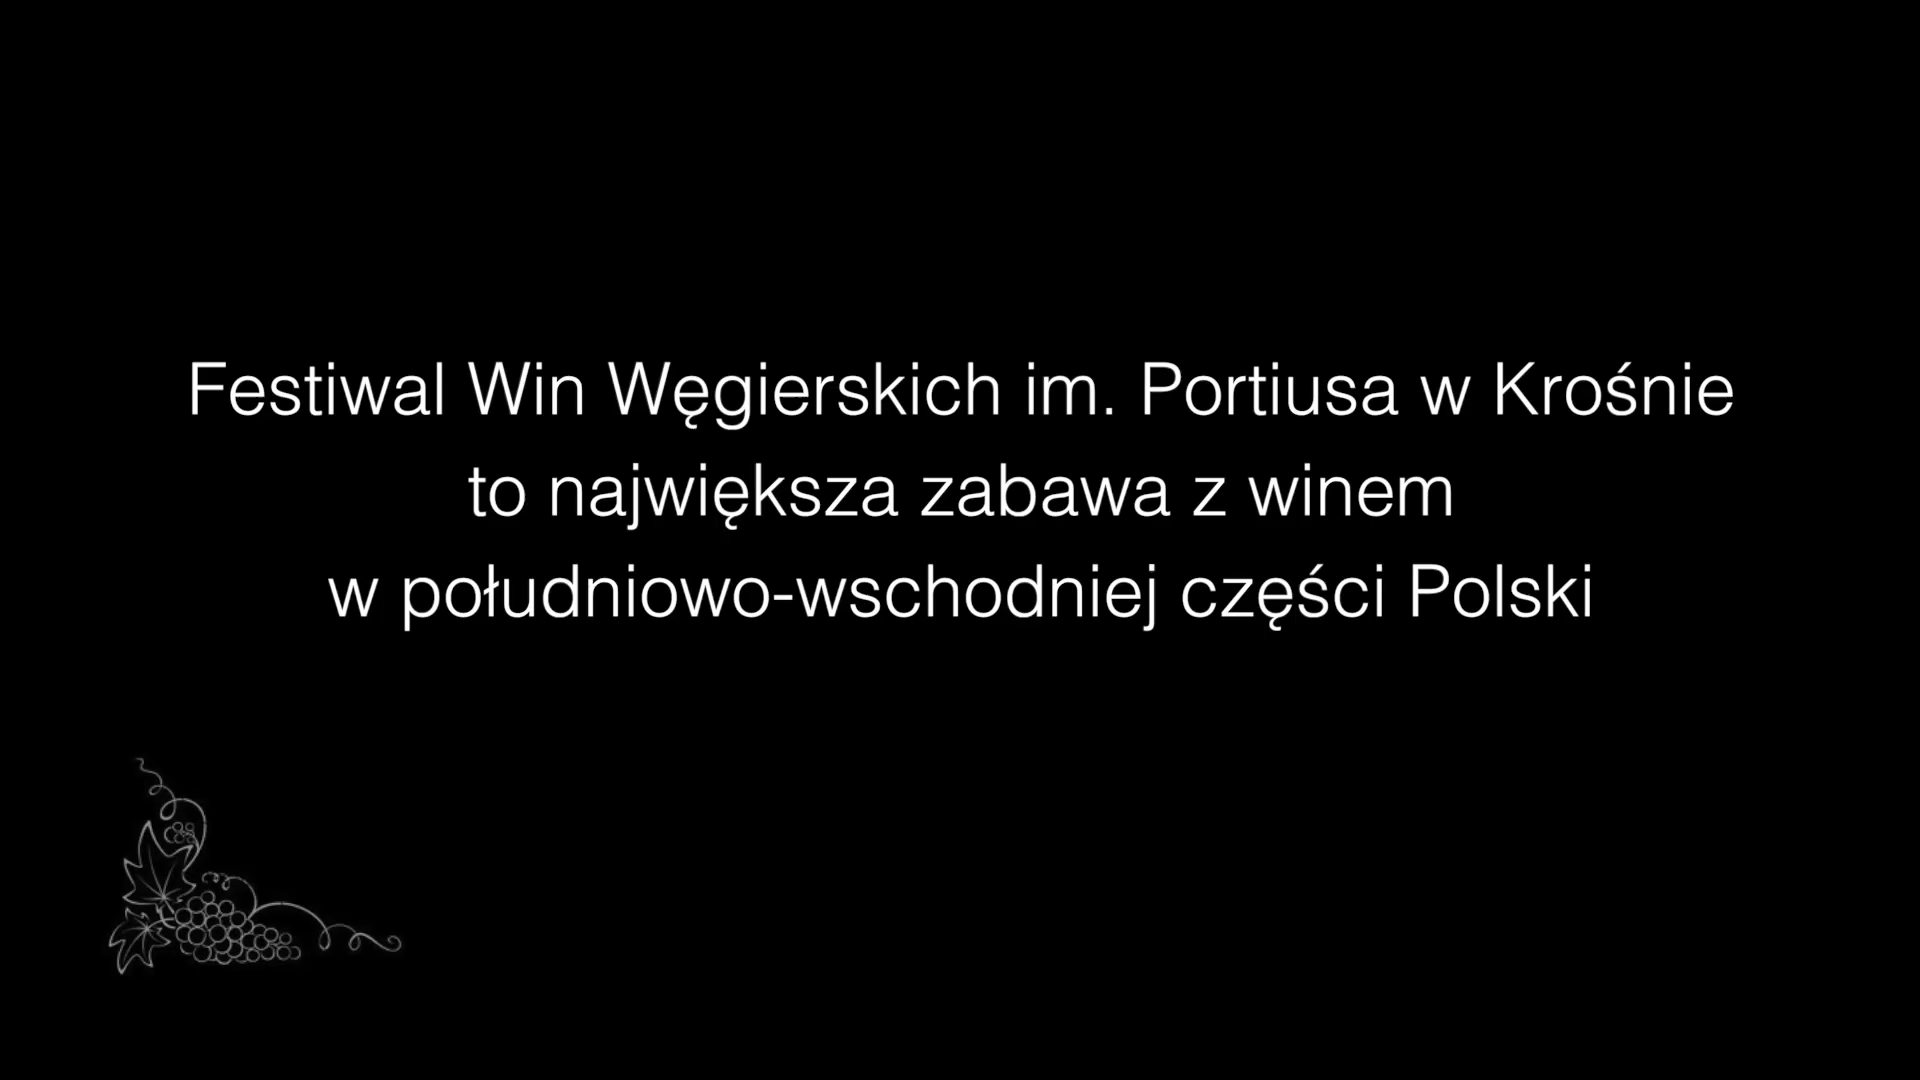 Festiwal Win Węgierskich im. Portiusa w Krośnie
to największa zabawa z winem
w południowo-wschodniej części Polski